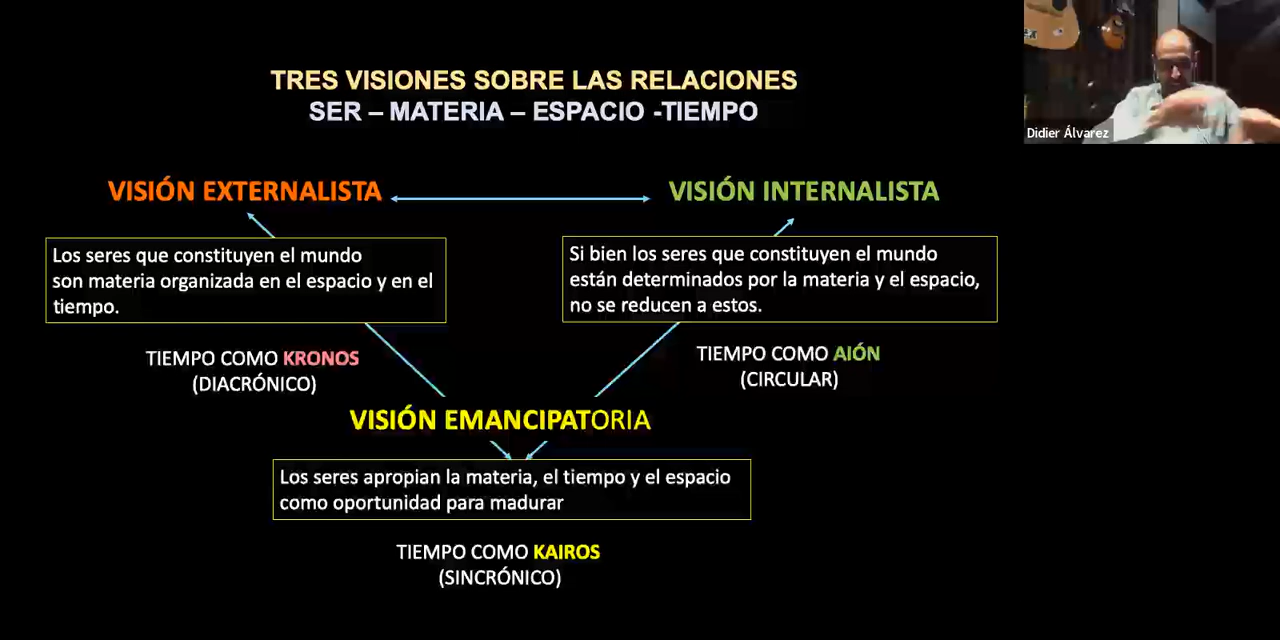 TRES VISIONES SOBRE LAS RELACIONES
SER – MATERIA – ESPACIO -TIEMPO
Didier Álvarez
VISIÓN EXTERNALISTA
VISIÓN INTERNALISTA
Los seres que constituyen el mundo
son materia organizada en el espacio y en el
tiempo.
Si bien los seres que constituyen el mundo
están determinados por la materia y el espacio,
no se reducen a estos.
TIEMPO COMO KRONOS
(DIACRÓNICO)
TIEMPO COMO AIÓN
(CIRCULAR)
VISIÓN EMANCIPATORIA
Los seres apropian la materia, el tiempo y el espacio
como oportunidad para madurar
TIEMPO COMO KAIROS
(SINCRÓNICO)